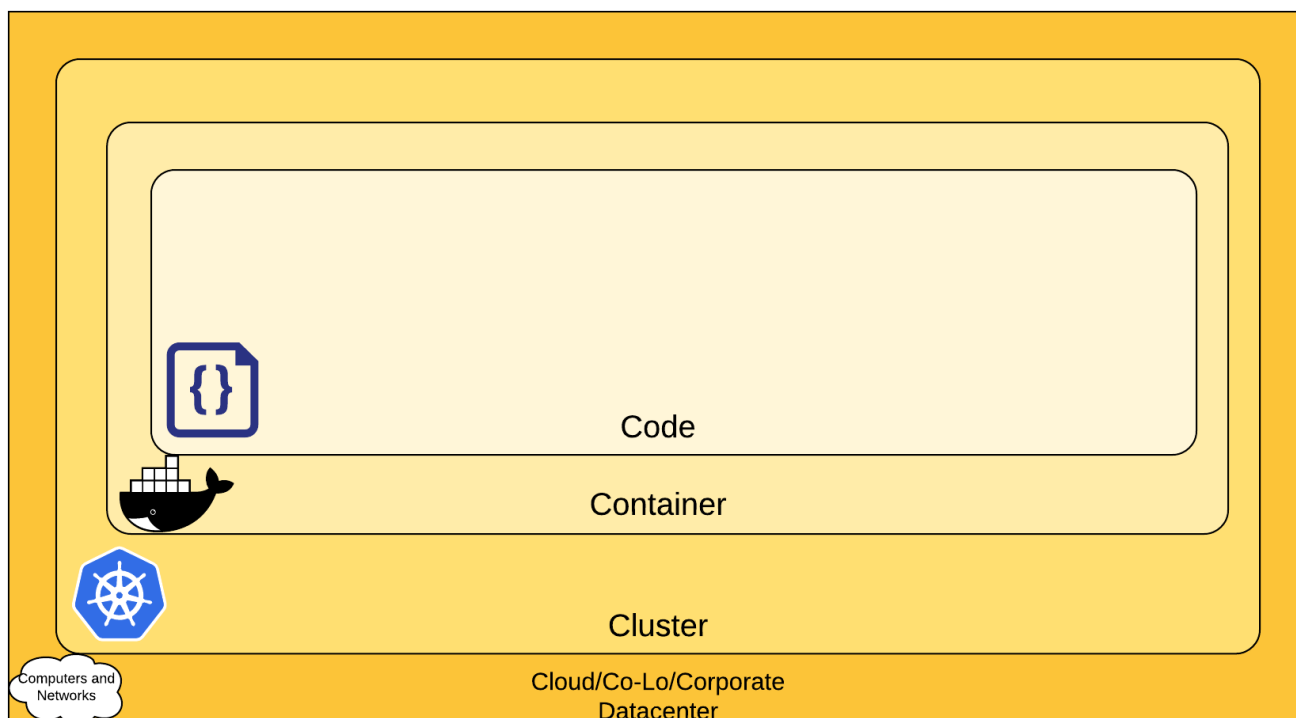 {}
Code
Container
Cluster
Computers and
Networks
Cloud/Co-Lo/Corporate
Datacenter